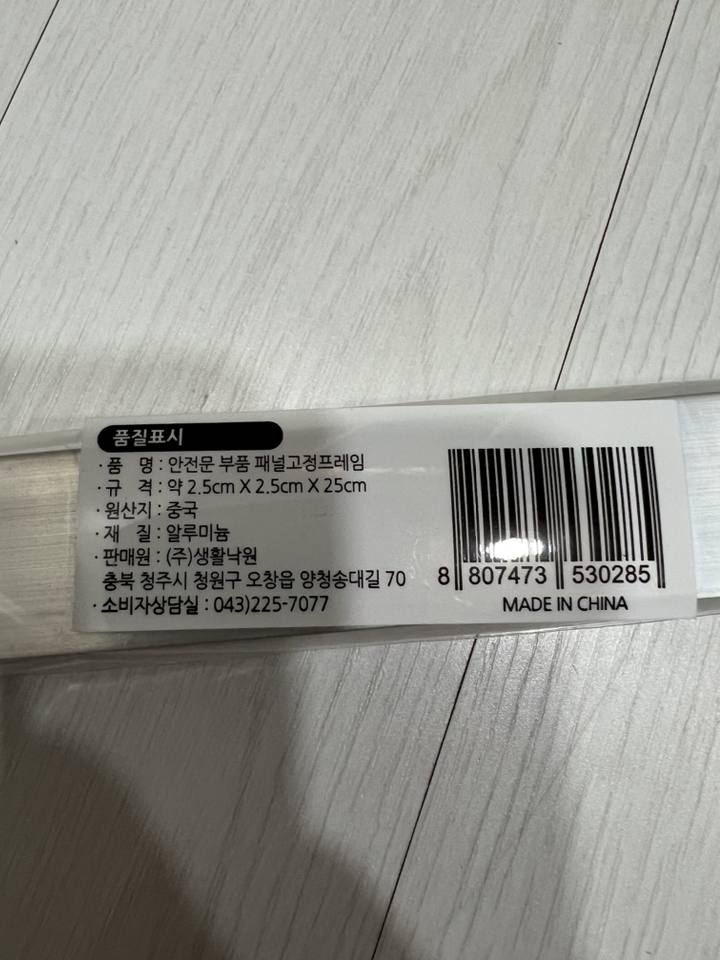 품질표시
· 품 명 : 안전문 부품 패널고정프레임
· 규 격 : 약 2.5cm X 2.5cm X 25cm
· 원산지 : 중국
· 재 질 : 알루미늄
· 판매원 : (주)생활낙원
충북 청주시 청원구 오창읍 양청송대길 70
· 소비자상담실 : 043)225-7077
8 807473 530285
MADE IN CHINA